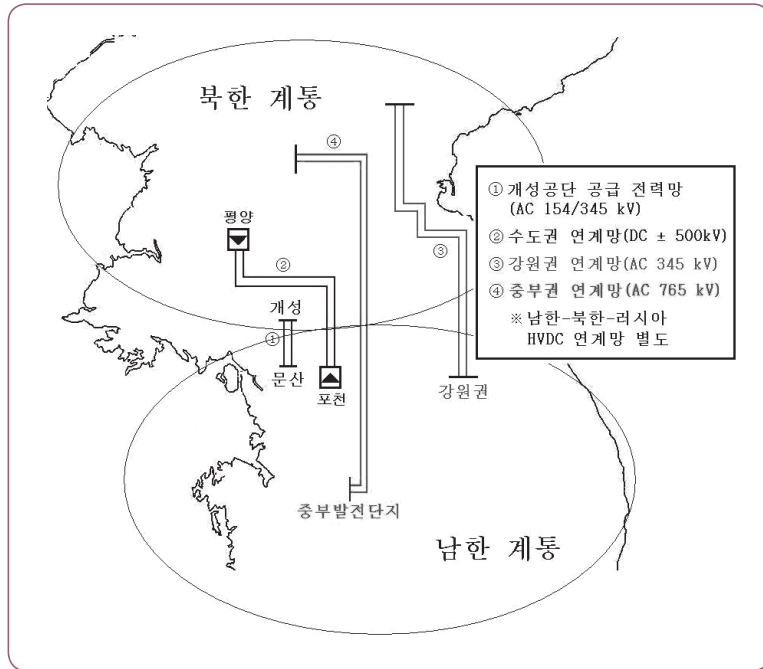 북한 계통
④
① 개성공단 공급 전력망
(AC 154/345 kV)
② 수도권 연계망(DC ± 500kV)
③ 강원권 연계망(AC 345 kV)
④ 중부권 연계망(AC 765 kV)
※ 남한-북한-러시아
HVDC 연계망 별도
평양
②
③
개성
①
문산
포천
강원권
중부발전단지
남한 계통